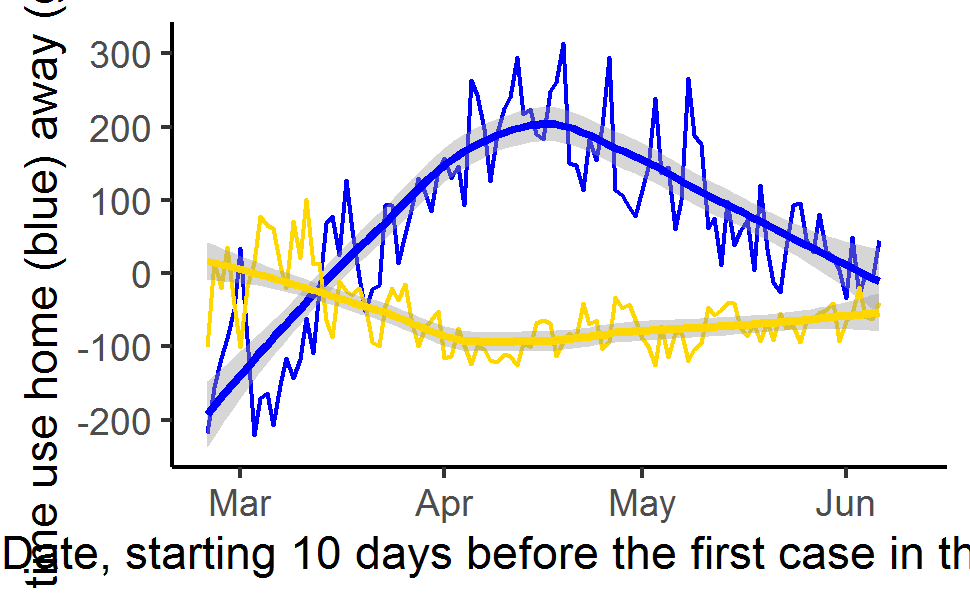 time use home (blue) away (
300
200
100
0
-100
-200
Mar Apr May Jun
Date, starting 10 days before the first case in th